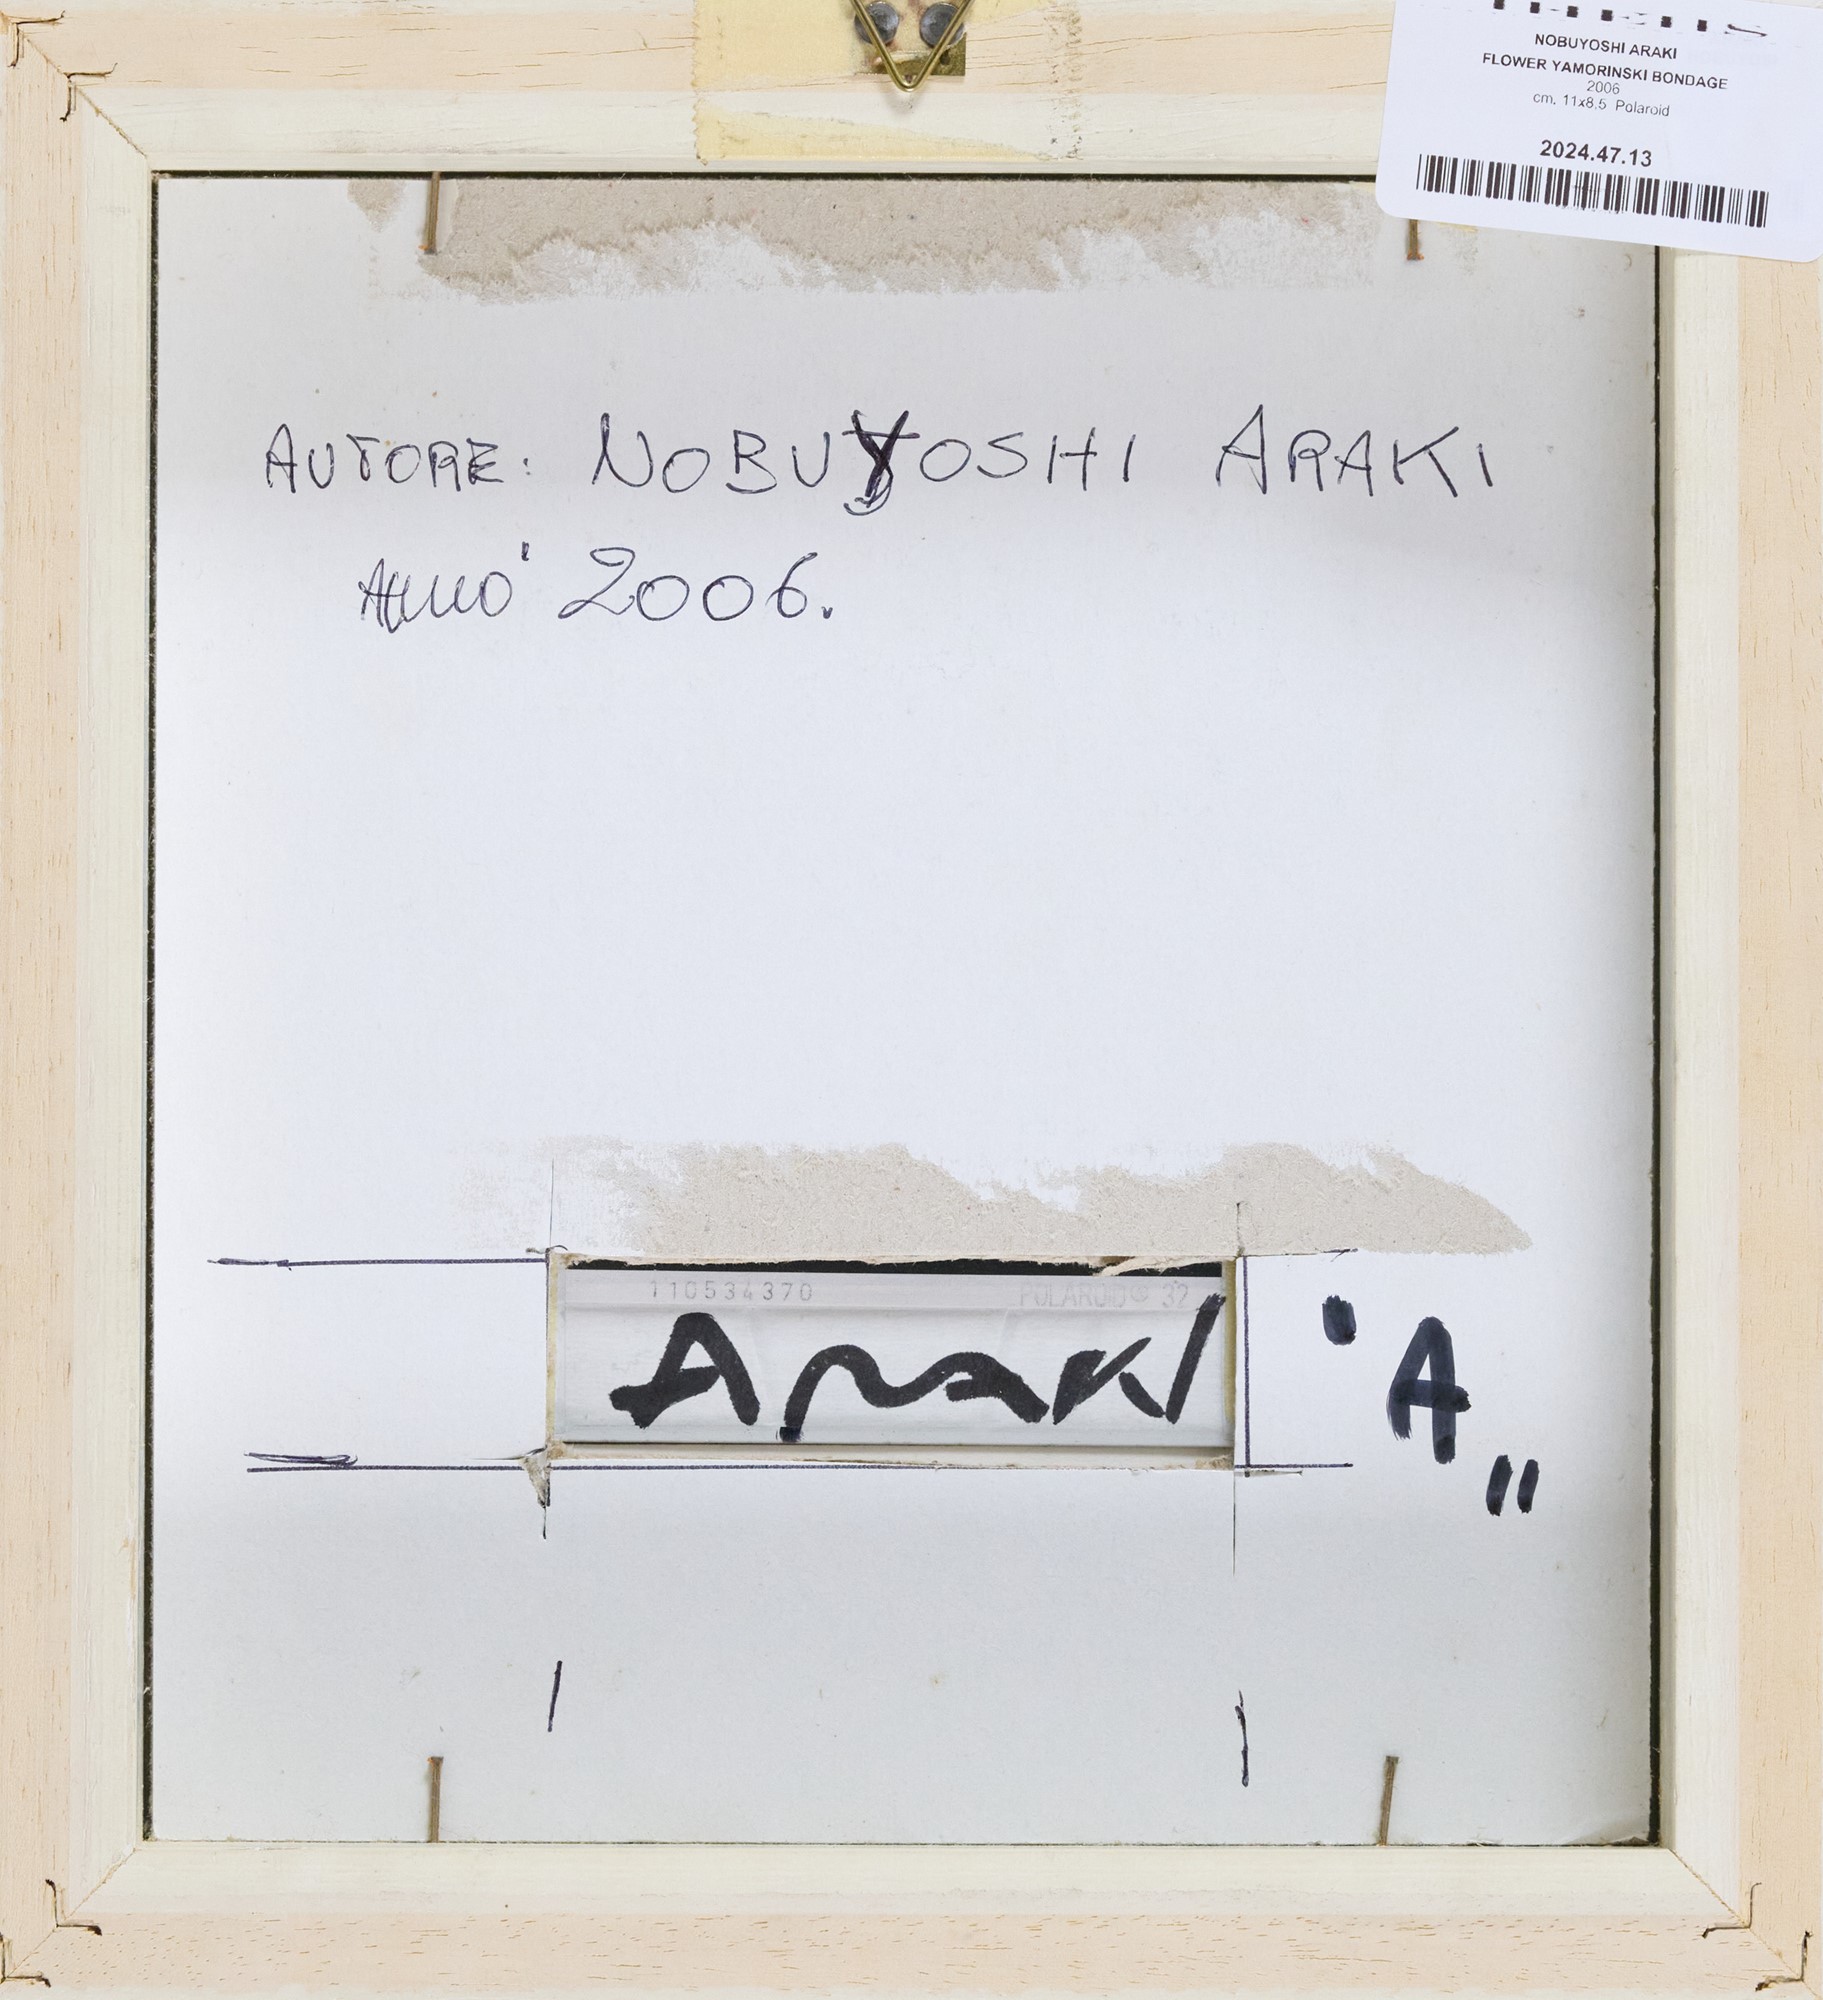 NOBUYOSHI ARAKI
FLOWER YAMORINSKI BONDAGE
2006
cm. 11x8,5 Polaroid
2024.47.13
AUTORE: NOBUYOSHI ARAKI
Anno' 2006.
110534370 POLAROID® 32
Araki
'A„